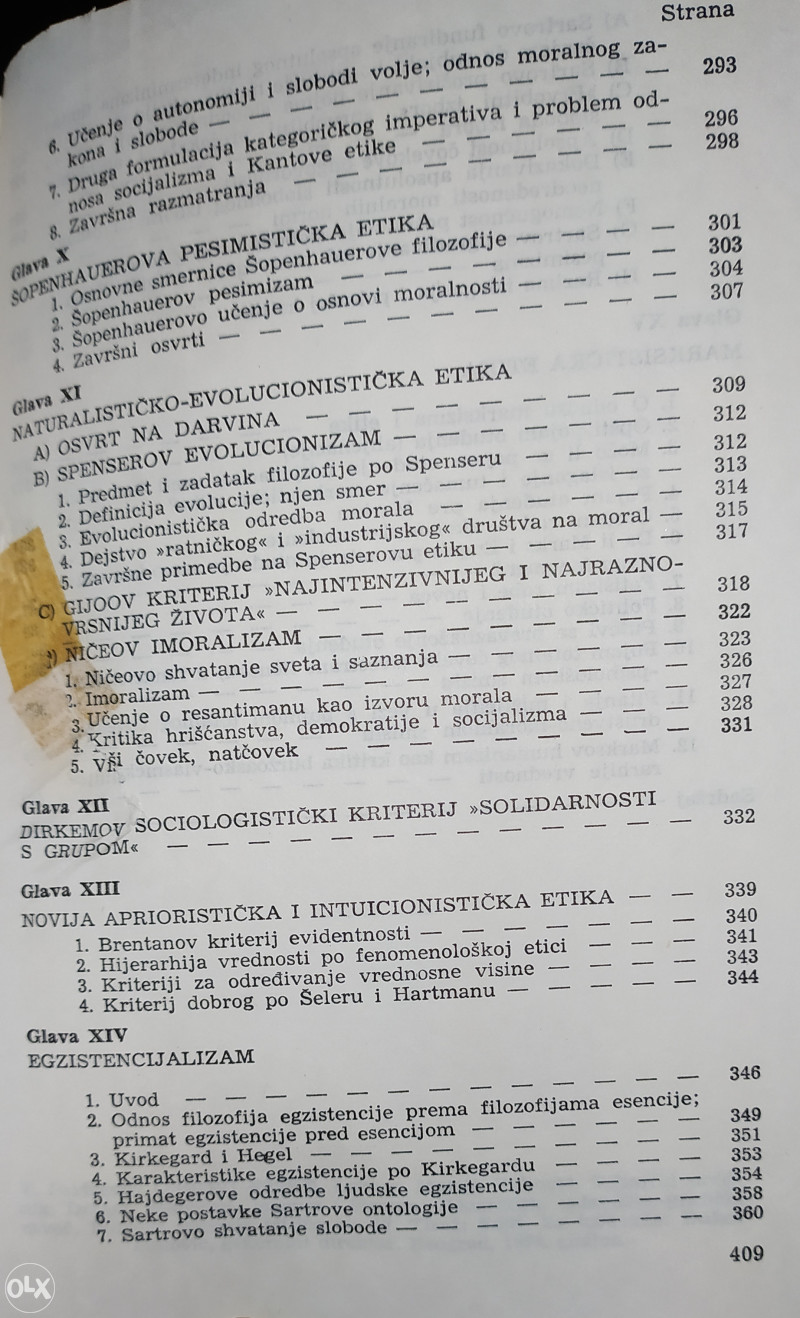 Strana
6. Učenje o autonomiji i slobodi volje; odnos moralnog za-
kona i slobode — — — — — — — — — — — 293
7. Druga formulacija kategoričkog imperativa i problem od-
nosa socijalizma i Kantove etike — — — — — — 296
8. Završna razmatranja — — — — — — — — — 298
Glava X
ŠOPENHAUEROVA PESIMISTIČKA ETIKA
1. Osnovne smernice Šopenhauerove filozofije — — — — 301
2. Šopenhauerov pesimizam — — — — — — — — 303
3. Šopenhauerovo učenje o osnovi moralnosti — — — — 304
4. Završni osvrti — — — — — — — — — — — 307
Glava XI
NATURALISTIČKO-EVOLUCIONISTIČKA ETIKA
A) OSVRT NA DARVINA — — — — — — — — — 309
B) SPENSEROV EVOLUCIONIZAM — — — — — — — 312
1. Predmet i zadatak filozofije po Spenseru — — — — 312
2. Definicija evolucije; njen smer — — — — — — — 313
3. Evolucionistička odredba morala — — — — — — 314
4. Dejstvo »ratničkog« i »industrijskog« društva na moral — 315
5. Završne primedbe na Spenserovu etiku — — — — — 317
C) GIJOOV KRITERIJ »NAJINTENZIVNIJEG I NAJRAZNO-
VRSNIJEG ŽIVOTA« — — — — — — — — — — 318
) NIČEOV IMORALIZAM — — — — — — — — — 322
1. Ničeovo shvatanje sveta i saznanja — — — — — — 323
2. Imoralizam — — — — — — — — — — — — 326
3. Učenje o resantimanu kao izvoru morala — — — — 327
4. Kritika hrišćanstva, demokratije i socijalizma — — — 328
5. Viši čovek, natčovek — — — — — — — — — 331
Glava XII
DIRKEMOV SOCIOLOGISTIČKI KRITERIJ »SOLIDARNOSTI
S GRUPOM« — — — — — — — — — — — — — 332
Glava XIII
NOVIJA APRIORISTIČKA I INTUICIONISTIČKA ETIKA — — 339
1. Brentanov kriterij evidentnosti — — — — — — — 340
2. Hijerarhija vrednosti po fenomenološkoj etici — — — 341
3. Kriteriji za određivanje vrednosne visine — — — — 343
4. Kriterij dobrog po Šeleru i Hartmanu — — — — — 344
Glava XIV
EGZISTENCIJALIZAM
1. Uvod — — — — — — — — — — — — — 346
2. Odnos filozofija egzistencije prema filozofijama esencije;
primat egzistencije pred esencijom — — — — — — 349
3. Kirkegard i Hegel — — — — — — — — — — 351
4. Karakteristike egzistencije po Kirkegardu — — — — 353
5. Hajdegerove odredbe ljudske egzistencije — — — — 354
6. Neke postavke Sartrove ontologije — — — — — — 358
7. Sartrovo shvatanje slobode — — — — — — — — 360
409
OLX